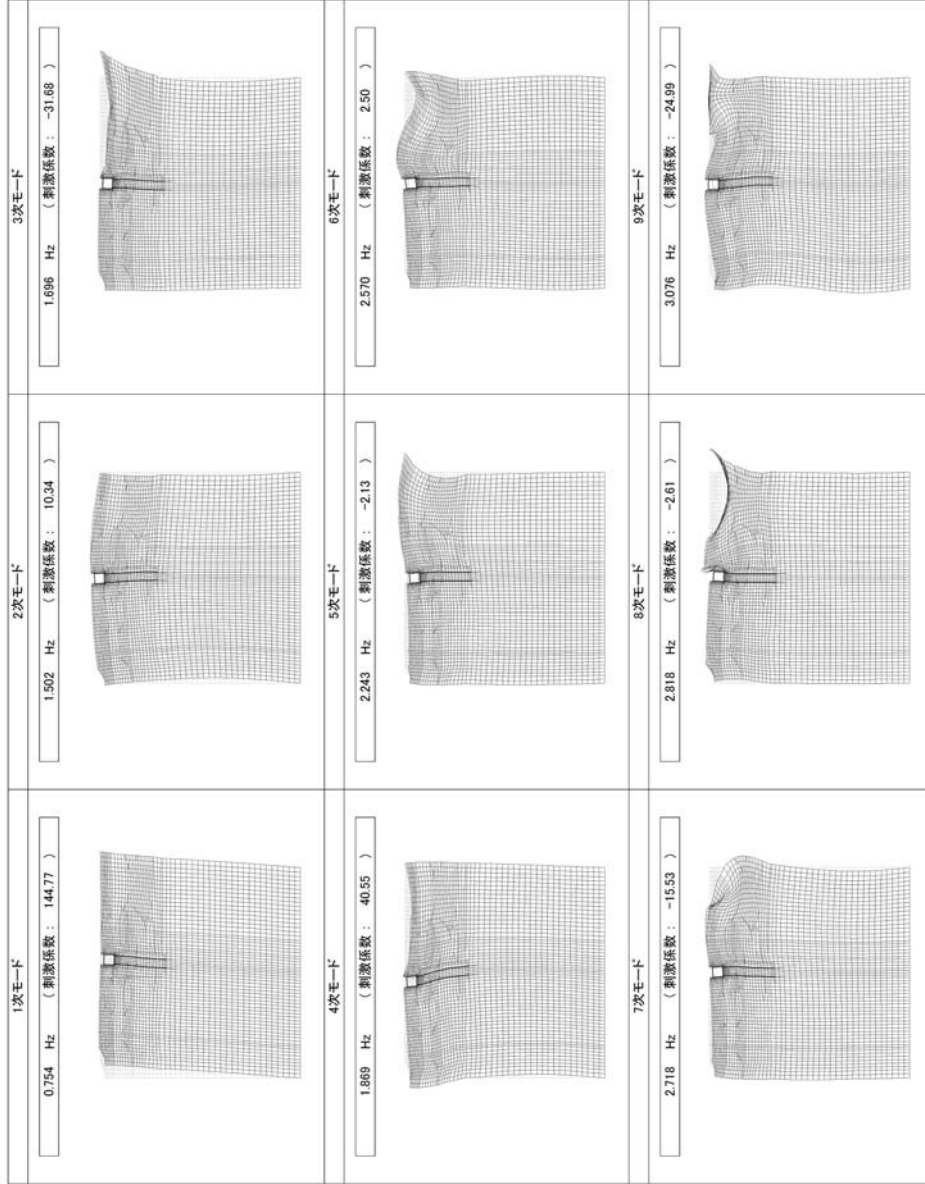 1次モード
0.754 Hz （ 刺激係数： 144.77 ）
2次モード
1.502 Hz （ 刺激係数： 10.34 ）
3次モード
1.696 Hz （ 刺激係数： -31.68 ）
4次モード
1.869 Hz （ 刺激係数： 40.55 ）
5次モード
2.243 Hz （ 刺激係数： -2.13 ）
6次モード
2.570 Hz （ 刺激係数： 2.50 ）
7次モード
2.718 Hz （ 刺激係数： -15.53 ）
8次モード
2.818 Hz （ 刺激係数： -2.61 ）
9次モード
3.076 Hz （ 刺激係数： -24.99 ）